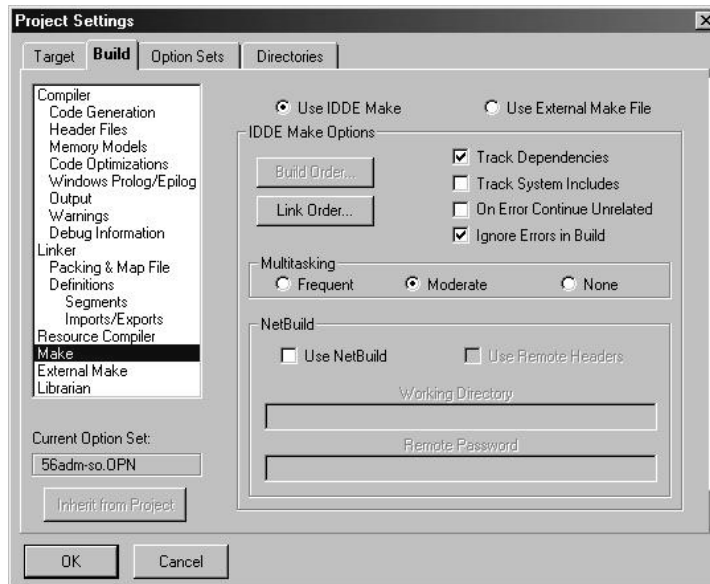 Project Settings
Target Build Option Sets Directories
Compiler
Code Generation
Header Files
Memory Models
Code Optimizations
Windows Prolog/Epilog
Output
Warnings
Debug Information
Linker
Packing & Map File
Definitions
Segments
Imports/Exports
Resource Compiler
Make
External Make
Librarian
Current Option Set:
56adm-so.OPN
Inherit from Project
Use IDDE Make Use External Make File
IDDE Make Options
Build Order...
Link Order...
Track Dependencies
Track System Includes
On Error Continue Unrelated
Ignore Errors in Build
Multitasking
Frequent Moderate None
NetBuild
Use NetBuild Use Remote Headers
Working Directory
Remote Password
OK Cancel